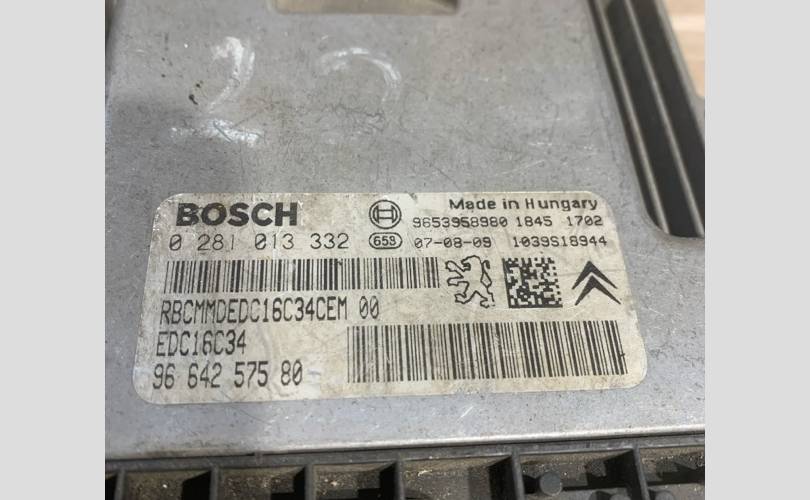 BOSCH
Made in Hungary
9653958980 1845 1702
0 281 013 332 658 07-08-09 1039S18944
RBCMMDEDC16C34CEM 00
EDC16C34
96 642 575 80